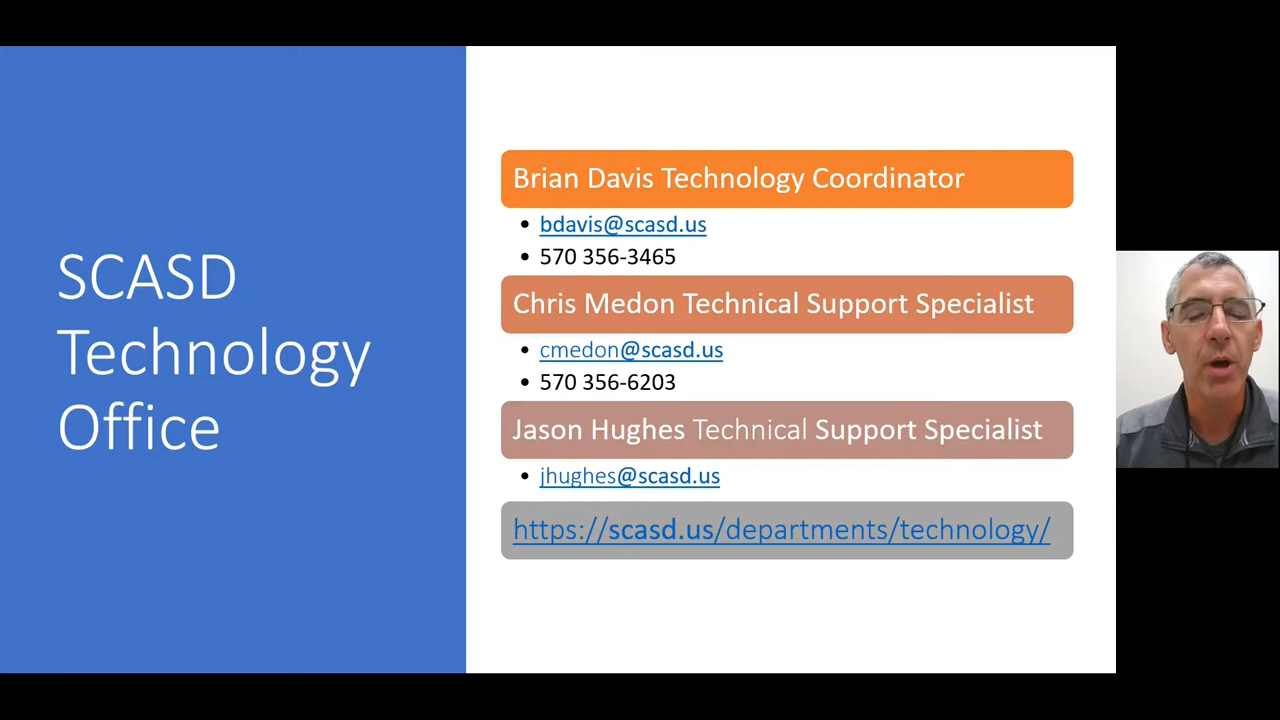 SCASD
Technology
Office
Brian Davis Technology Coordinator
• bdavis@scasd.us
• 570 356-3465
Chris Medon Technical Support Specialist
• cmedon@scasd.us
• 570 356-6203
Jason Hughes Technical Support Specialist
• jhughes@scasd.us
https://scasd.us/departments/technology/